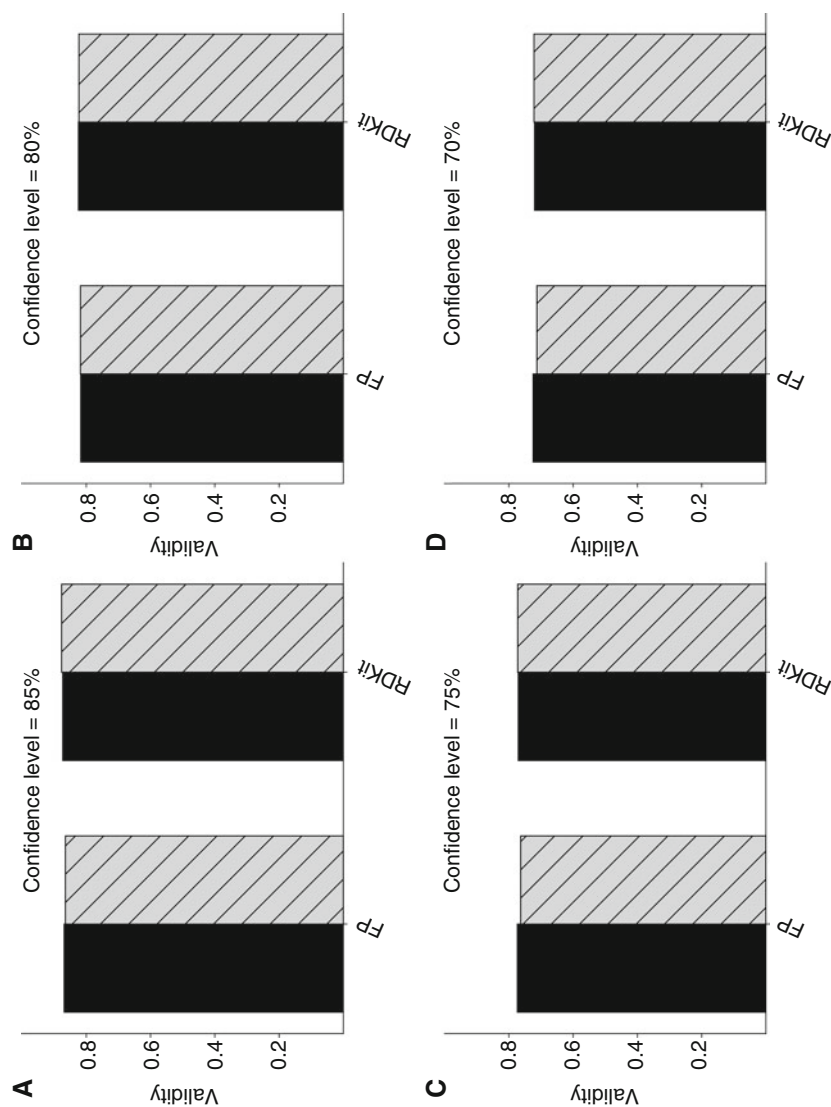 A
Confidence level = 85%
Validity
0.8
0.6
0.4
0.2
Fp
RDKit
B
Confidence level = 80%
Validity
0.8
0.6
0.4
0.2
Fp
RDKit
C
Confidence level = 75%
Validity
0.8
0.6
0.4
0.2
Fp
RDKit
D
Confidence level = 70%
Validity
0.8
0.6
0.4
0.2
Fp
RDKit